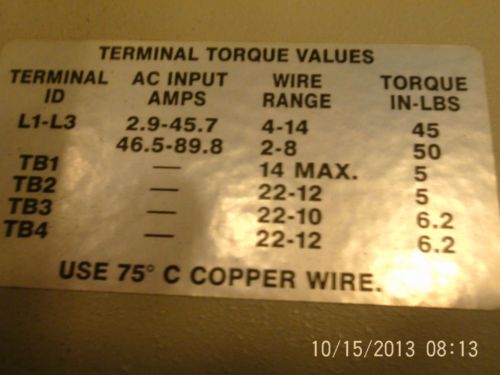 TERMINAL TORQUE VALUES
TERMINAL AC INPUT WIRE TORQUE
ID AMPS RANGE IN-LBS
L1-L3 2.9-45.7 4-14 45
46.5-89.8 2-8 50
TB1 — 14 MAX. 5
TB2 — 22-12 5
TB3 — 22-10 6.2
TB4 — 22-12 6.2
USE 75° C COPPER WIRE.
10/15/2013 08:13